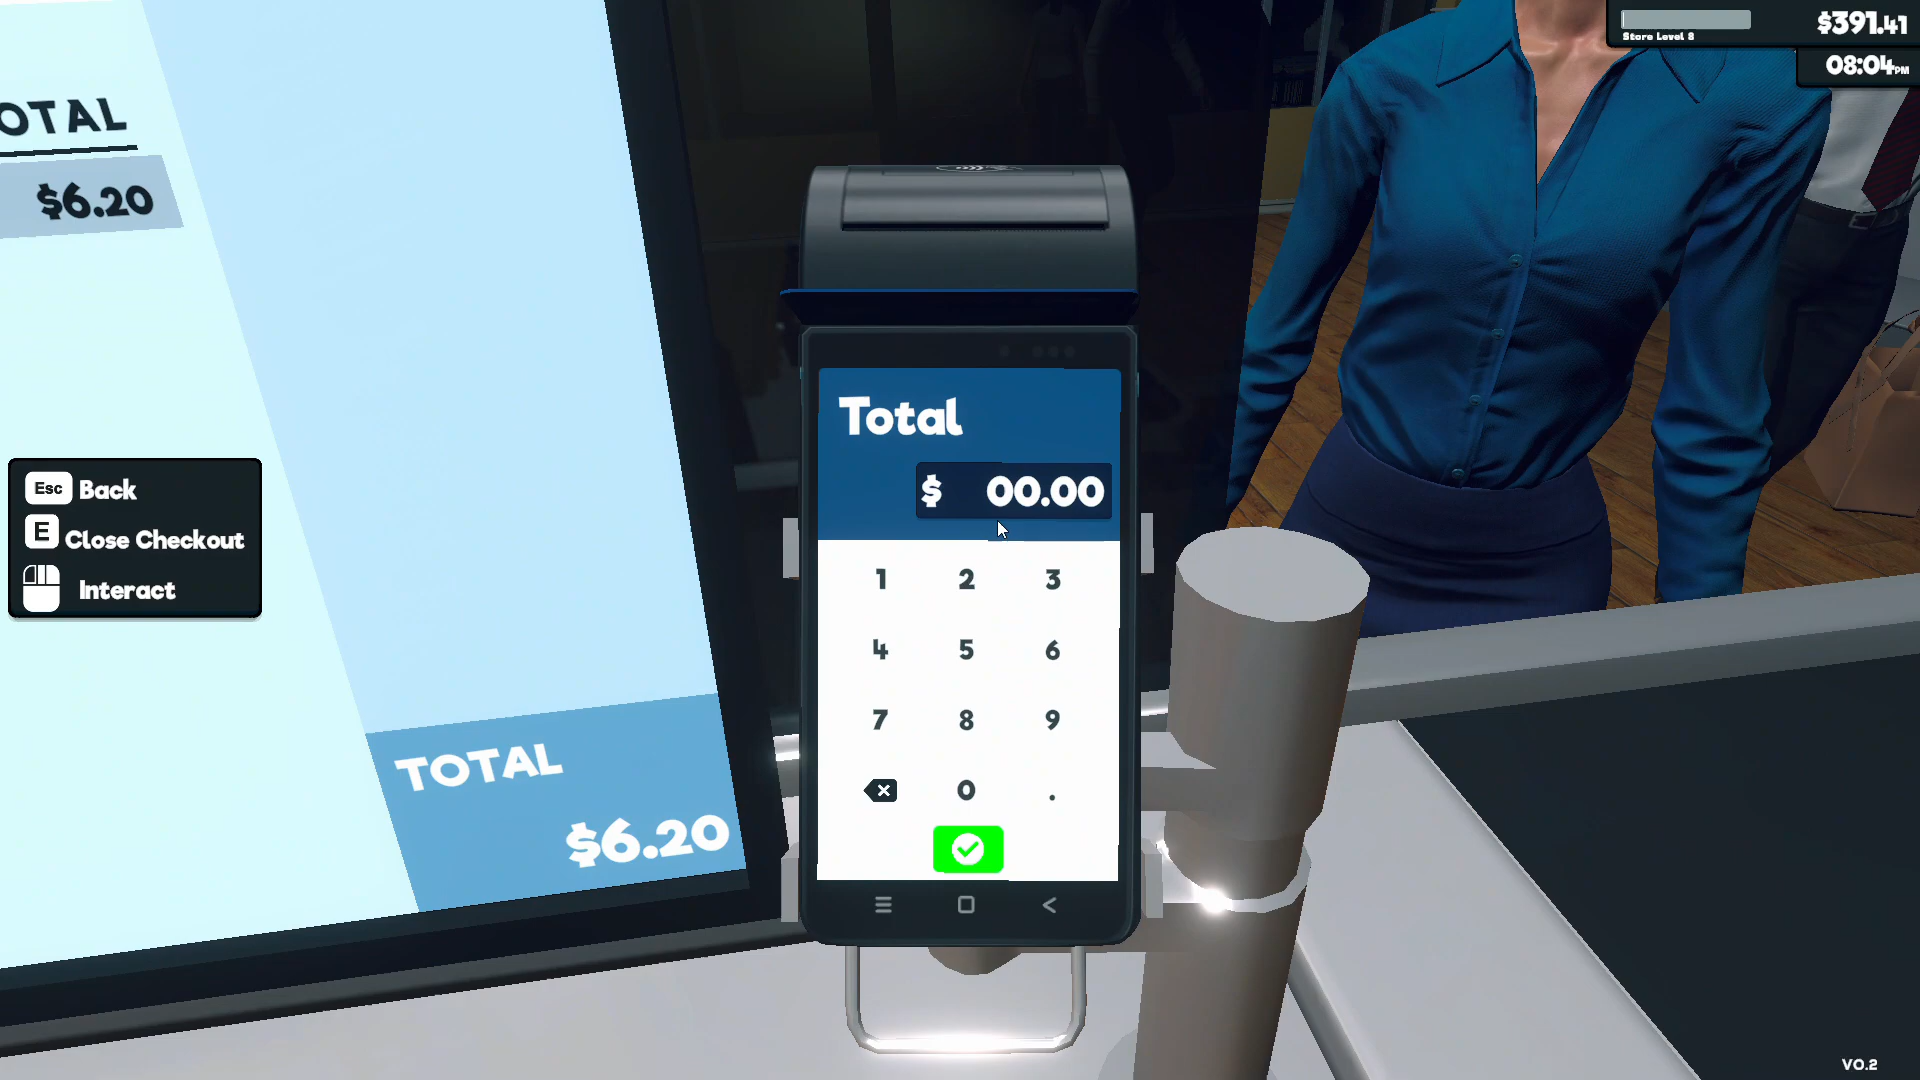 OTAL
$6.20
TOTAL
$6.20
Esc Back
E Close Checkout
Interact
Total
$ 00.00
1 2 3
4 5 6
7 8 9
0 .
Store Level 8
$391.41
08:04PM
V0.2